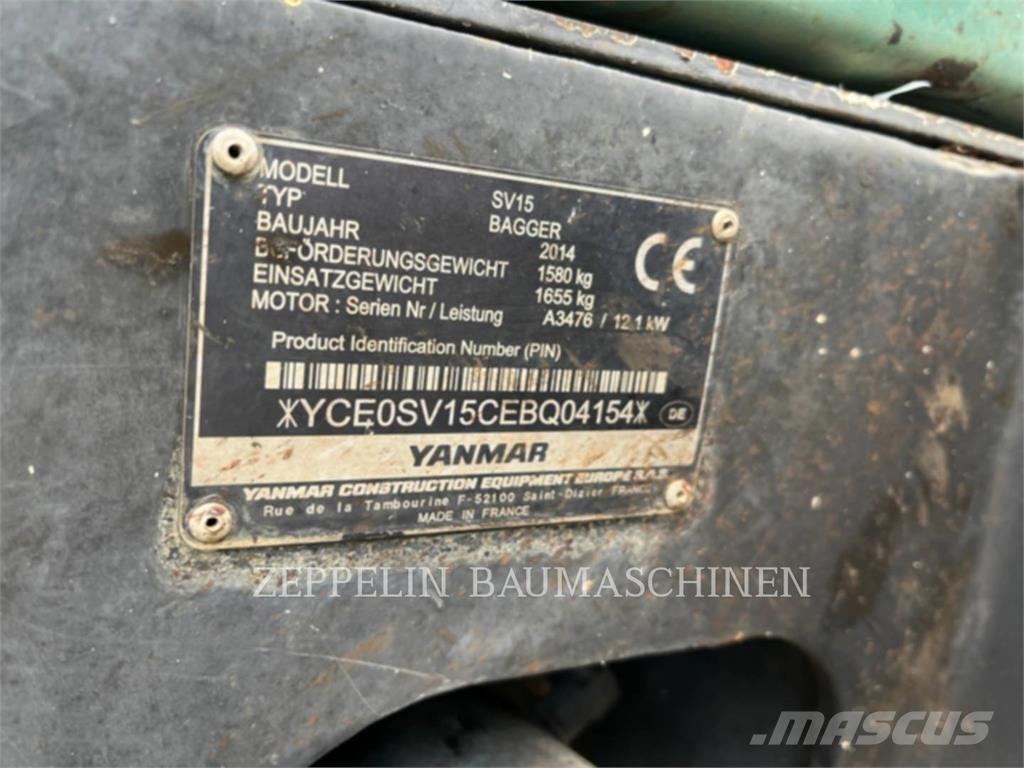 MODELL SV15
TYP BAGGER
BAUJAHR 2014
BEFÖRDERUNGSGEWICHT 1580 kg
EINSATZGEWICHT 1655 kg
MOTOR : Serien Nr / Leistung A3476 / 12.1 kW
CE
Product Identification Number (PIN)
*YCE0SV15CEBQ04154*
DE
YANMAR
YANMAR CONSTRUCTION EQUIPMENT EUROPE S.A.S
Rue de la Tambourine F-52100 Saint-Dizier FRANCE
MADE IN FRANCE
ZEPPELIN BAUMASCHINEN
MASCUS